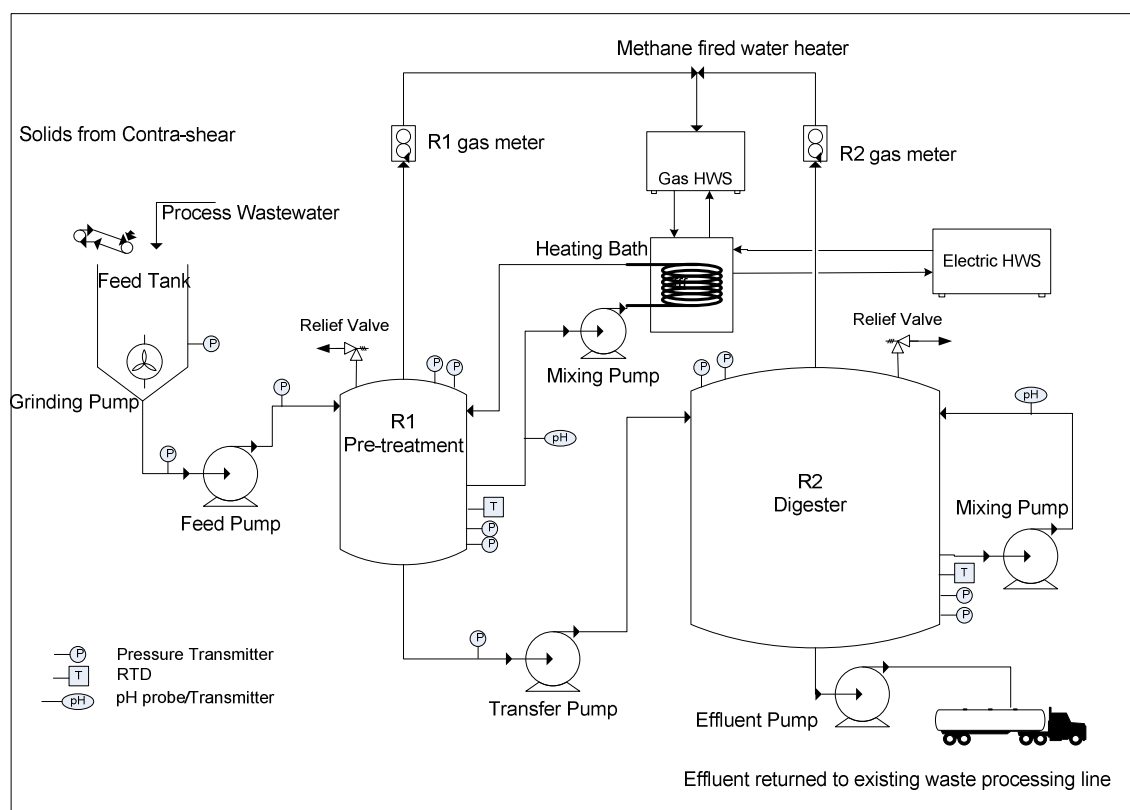 Methane fired water heater
Solids from Contra-shear
R1 gas meter
R2 gas meter
Gas HWS
Process Wastewater
Heating Bath
Electric HWS
Feed Tank
Relief Valve
Relief Valve
P
Mixing Pump
P
P
P
P
P
pH
Grinding Pump
R1
Pre-treatment
pH
P
R2
Digester
T
Mixing Pump
Feed Pump
P
P
T
P
P
P
P
Pressure Transmitter
T
RTD
pH
pH probe/Transmitter
Transfer Pump
Effluent Pump
Effluent returned to existing waste processing line